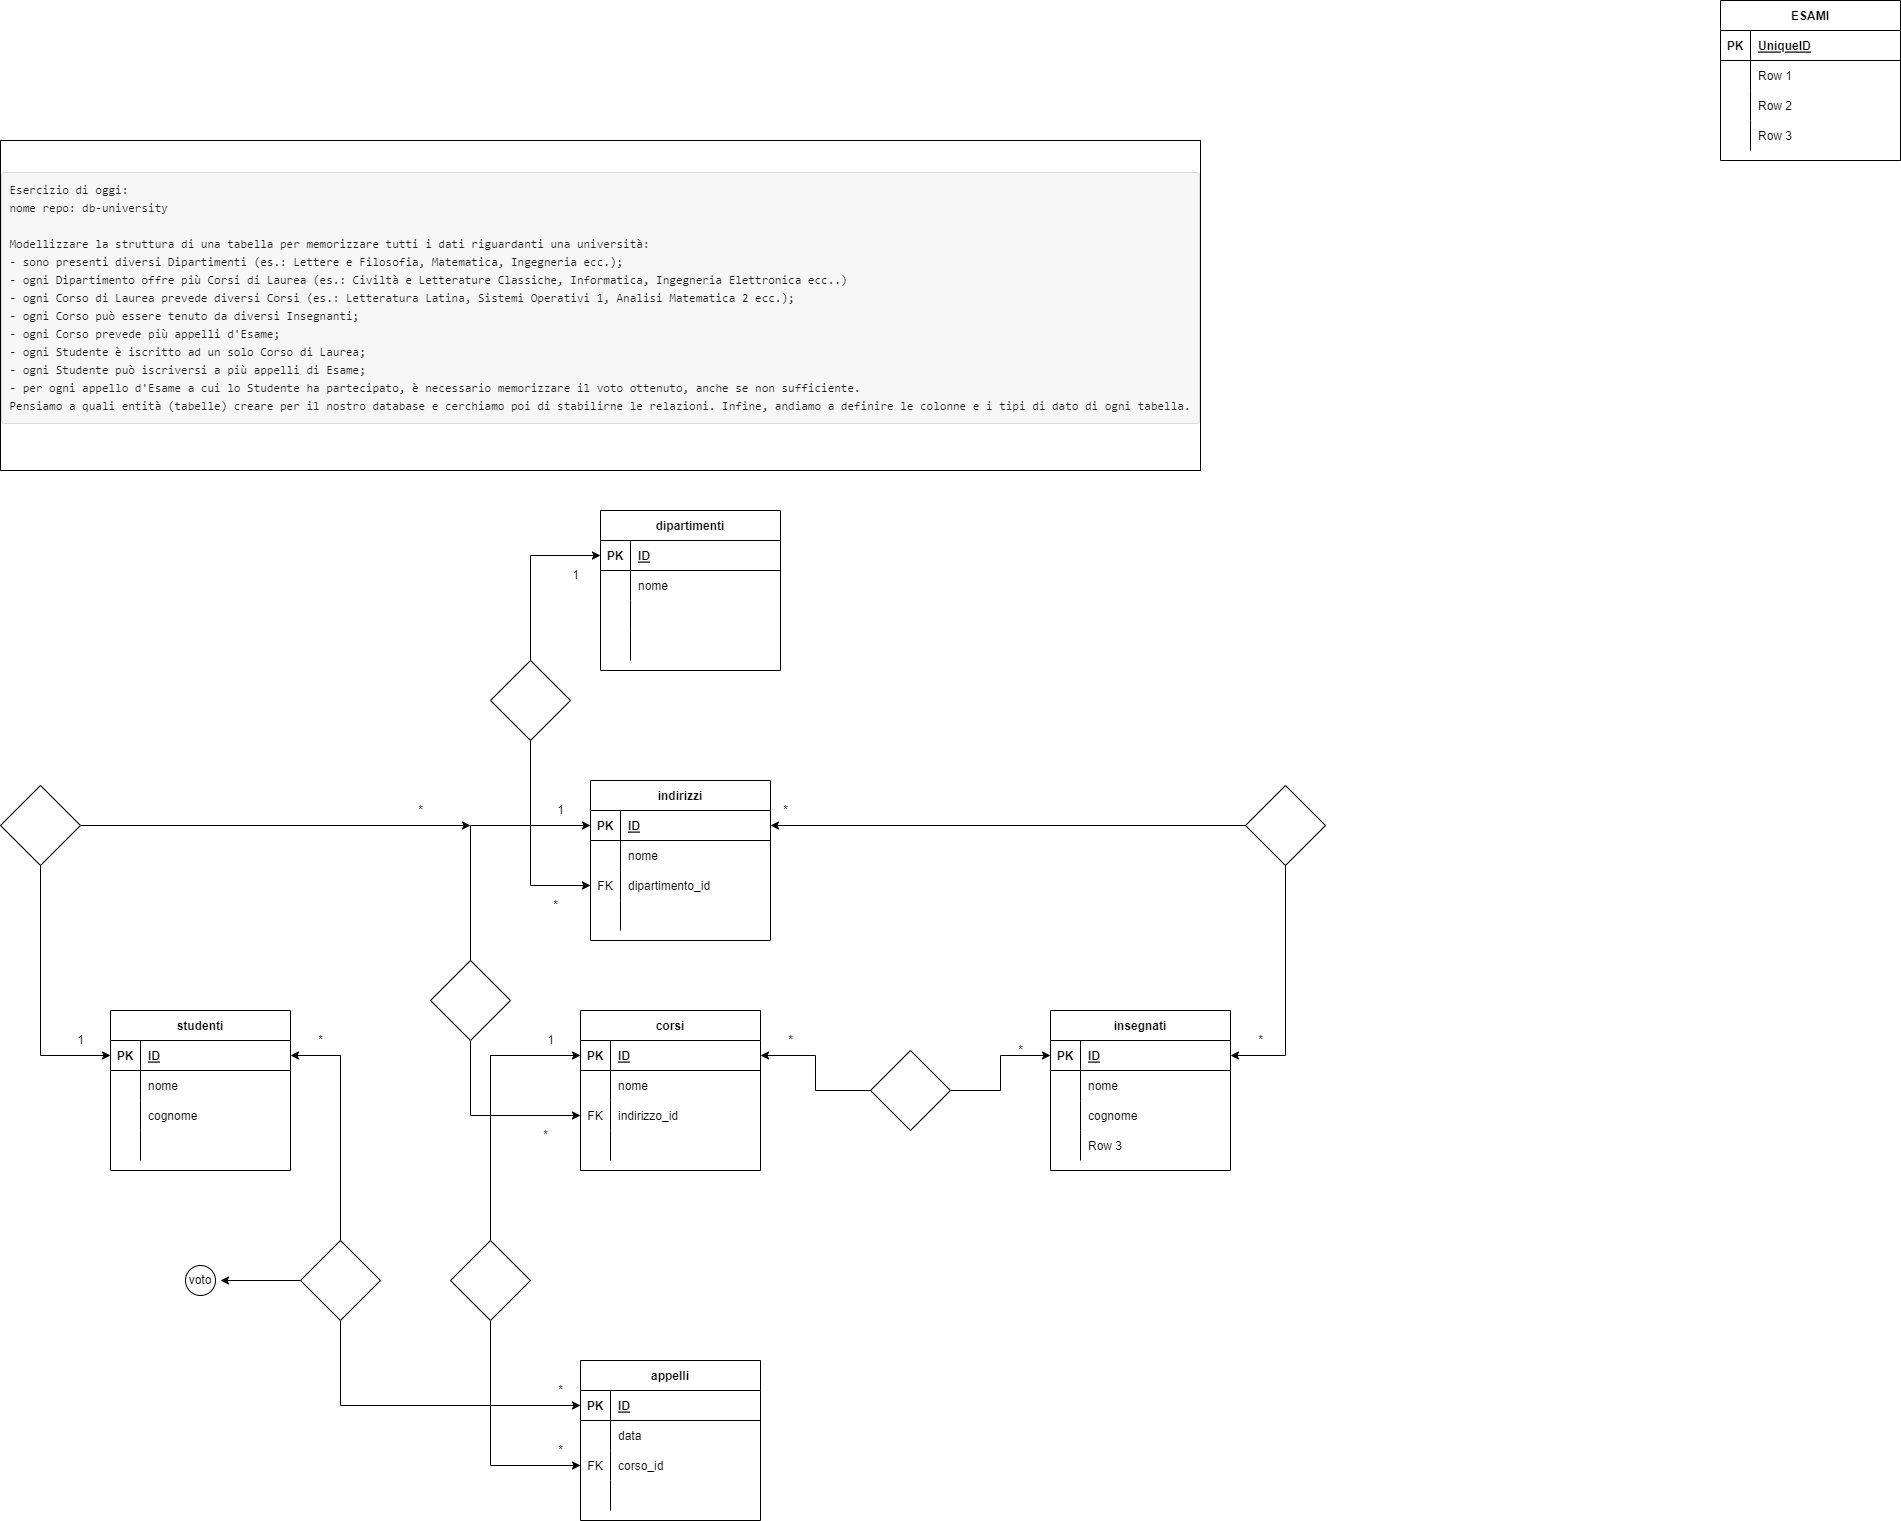 ESAMI
PK UniqueID
Row 1
Row 2
Row 3
Esercizio di oggi:
nome repo: db-university
Modellizzare la struttura di una tabella per memorizzare tutti i dati riguardanti una università:
- sono presenti diversi Dipartimenti (es.: Lettere e Filosofia, Matematica, Ingegneria ecc.);
- ogni Dipartimento offre più Corsi di Laurea (es.: Civiltà e Letterature Classiche, Informatica, Ingegneria Elettronica ecc..)
- ogni Corso di Laurea prevede diversi Corsi (es.: Letteratura Latina, Sistemi Operativi 1, Analisi Matematica 2 ecc.);
- ogni Corso può essere tenuto da diversi Insegnanti;
- ogni Corso prevede più appelli d'Esame;
- ogni Studente è iscritto ad un solo Corso di Laurea;
- ogni Studente può iscriversi a più appelli di Esame;
- per ogni appello d'Esame a cui lo Studente ha partecipato, è necessario memorizzare il voto ottenuto, anche se non sufficiente.
Pensiamo a quali entità (tabelle) creare per il nostro database e cerchiamo poi di stabilirne le relazioni. Infine, andiamo a definire le colonne e i tipi di dato di ogni tabella.
dipartimenti
PK ID
1
nome
indirizzi
* 1 *
PK ID
nome
FK dipartimento_id
*
studenti
1 *
PK ID
nome
cognome
corsi
1 *
PK ID
nome
FK indirizzo_id
*
insegnati
* *
PK ID
nome
cognome
Row 3
voto
appelli
*
PK ID
data
*
FK corso_id